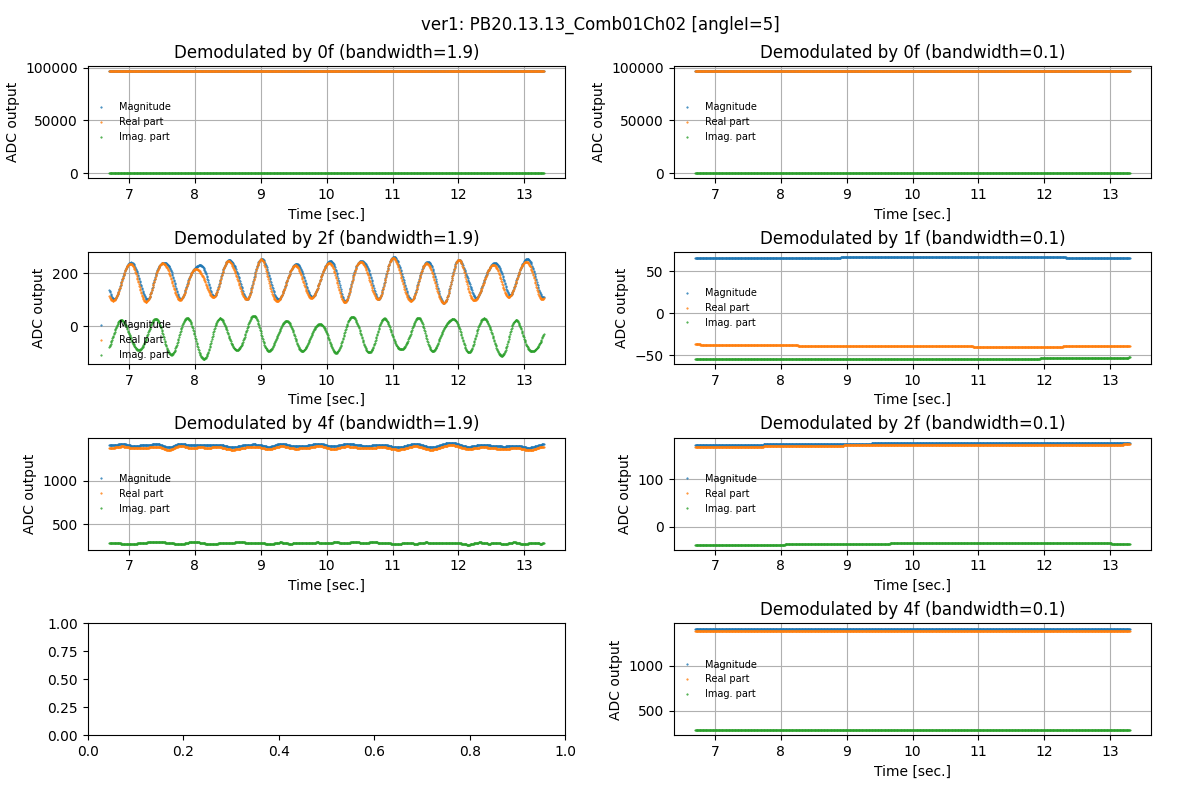 ver1: PB20.13.13_Comb01Ch02 [angleI=5]
Demodulated by 0f (bandwidth=1.9)
ADC output
100000
50000
0
Magnitude
Real part
Imag. part
7 8 9 10 11 12 13
Time [sec.]
Demodulated by 0f (bandwidth=0.1)
ADC output
100000
50000
0
Magnitude
Real part
Imag. part
7 8 9 10 11 12 13
Time [sec.]
Demodulated by 2f (bandwidth=1.9)
ADC output
200
0
Magnitude
Real part
Imag. part
7 8 9 10 11 12 13
Time [sec.]
Demodulated by 1f (bandwidth=0.1)
ADC output
50
0
−50
Magnitude
Real part
Imag. part
7 8 9 10 11 12 13
Time [sec.]
Demodulated by 4f (bandwidth=1.9)
ADC output
1000
500
Magnitude
Real part
Imag. part
7 8 9 10 11 12 13
Time [sec.]
Demodulated by 2f (bandwidth=0.1)
ADC output
100
0
Magnitude
Real part
Imag. part
7 8 9 10 11 12 13
Time [sec.]
1.00
0.75
0.50
0.25
0.00
0.0 0.2 0.4 0.6 0.8 1.0
Demodulated by 4f (bandwidth=0.1)
ADC output
1000
500
Magnitude
Real part
Imag. part
7 8 9 10 11 12 13
Time [sec.]